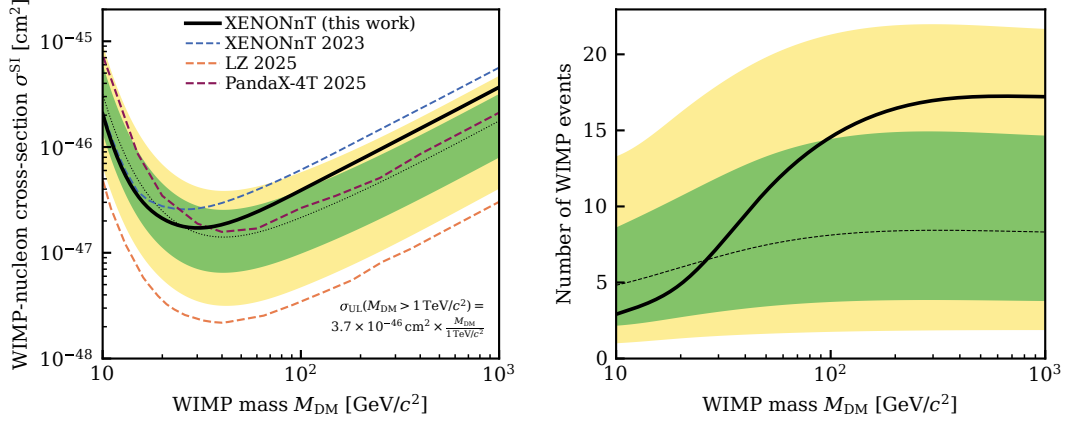 WIMP-nucleon cross-section σ^SI [cm²]
10⁻⁴⁵
10⁻⁴⁶
10⁻⁴⁷
10⁻⁴⁸
XENONnT (this work)
XENONnT 2023
LZ 2025
PandaX-4T 2025
σ_UL(M_DM > 1 TeV/c²) =
3.7 × 10⁻⁴⁶ cm² × M_DM / 1 TeV/c²
10
10²
10³
WIMP mass M_DM [GeV/c²]
Number of WIMP events
20
15
10
5
0
10
10²
10³
WIMP mass M_DM [GeV/c²]